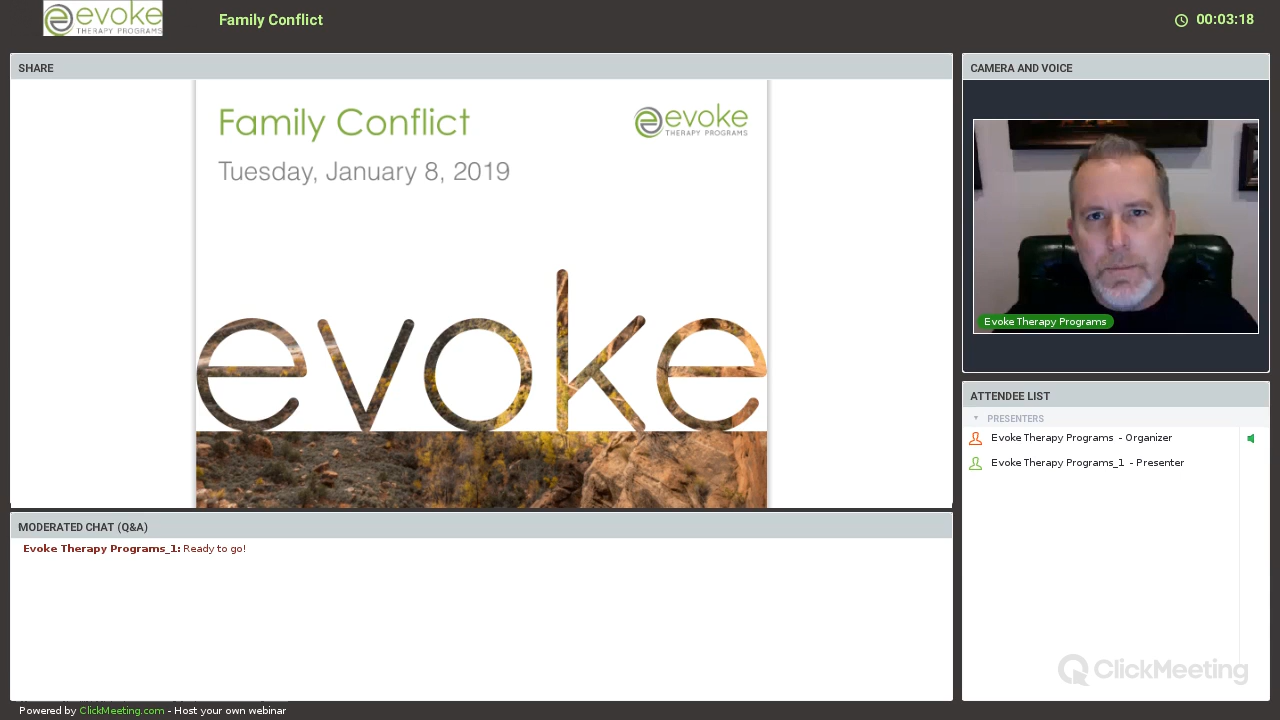 evoke
THERAPY PROGRAMS
Family Conflict
00:03:18
SHARE
Family Conflict
evoke
THERAPY PROGRAMS
Tuesday, January 8, 2019
evoke
MODERATED CHAT (Q&A)
Evoke Therapy Programs_1: Ready to go!
CAMERA AND VOICE
Evoke Therapy Programs
ATTENDEE LIST
PRESENTERS
Evoke Therapy Programs - Organizer
Evoke Therapy Programs_1 - Presenter
ClickMeeting
Powered by ClickMeeting.com - Host your own webinar